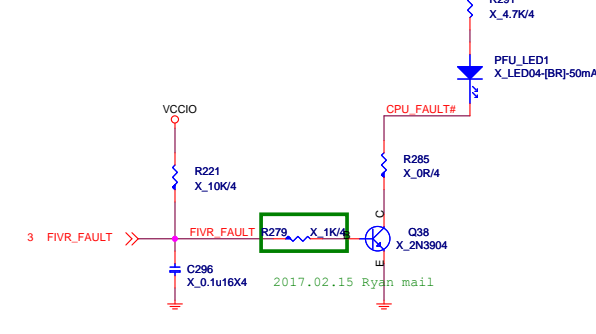 R291
X_4.7K/4
PFU_LED1
X_LED04-[BR]-50mA
CPU_FAULT#
VCCIO
R221
X_10K/4
R285
X_0R/4
3 FIVR_FAULT
FIVR_FAULT
R279
X_1K/4
B
C
E
Q38
X_2N3904
C296
X_0.1u16X4
2017.02.15 Ryan mail